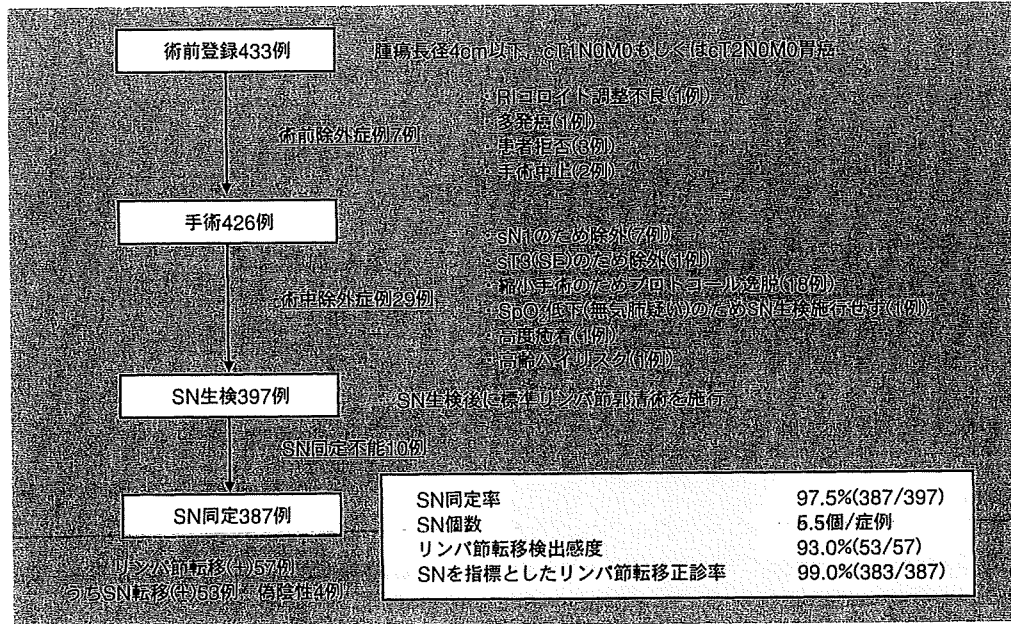 術前登録433例
腫瘍長径4cm以下, cT1N0M0もしくはcT2N0M0胃癌
術前除外症例7例
・RIコロイド調整不良(1例)
・多発癌(1例)
・患者拒否(3例)
・手術中止(2例)
手術426例
術中除外症例29例
・sN1のため除外(7例)
・sT3(SE)のため除外(1例)
・縮小手術のためプロトコール逸脱(18例)
・SpO₂低下(無気肺疑い)のためSN生検施行せず(1例)
・高度癒着(1例)
・高齢ハイリスク(1例)
SN生検397例
SN生検後に標準リンパ節郭清術を施行
SN同定不能10例
SN同定387例
リンパ節転移(+)57例
うちSN転移(+)53例 偽陰性4例
SN同定率 97.5%(387/397)
SN個数 5.5個/症例
リンパ節転移検出感度 93.0%(53/57)
SNを指標としたリンパ節転移正診率 99.0%(383/387)